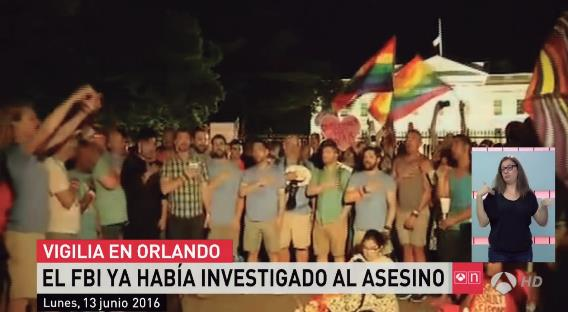 VIGILIA EN ORLANDO
EL FBI YA HABÍA INVESTIGADO AL ASESINO
n
HD
Lunes, 13 junio 2016